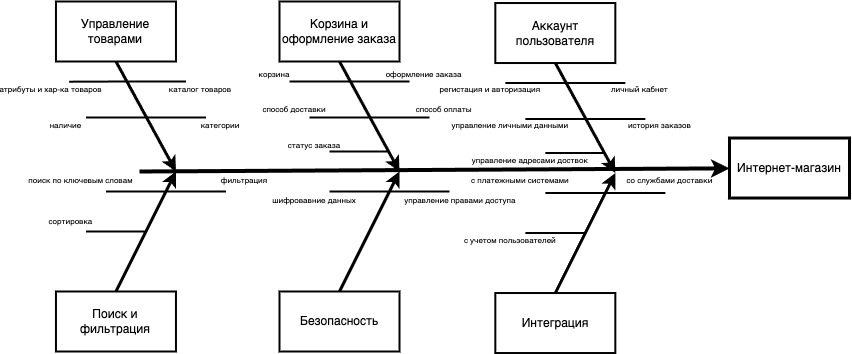 Управление
товарами
Корзина и
оформление заказа
Аккаунт
пользователя
корзина
оформление заказа
атрибуты и хар-ка товаров
каталог товаров
регистация и авторизация
личный кабнет
способ доставки
способ оплаты
наличие
категории
управление личными данными
история заказов
статус заказа
управление адресами доствок
Интернет-магазин
поиск по ключевым словам
фильтрация
с платежными системами
со службами доставки
шифровавние данных
управление правами доступа
сортировка
с учетом пользователей
Поиск и
фильтрация
Безопасность
Интеграция